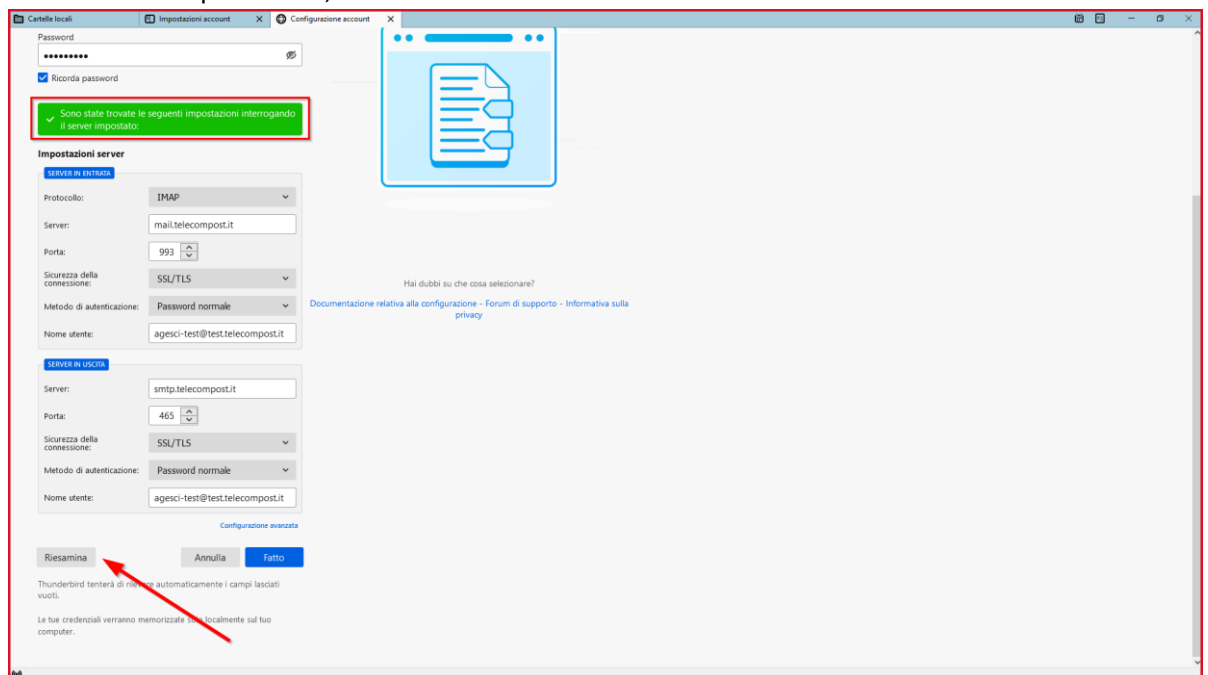 Cartelle locali
Impostazioni account
Configurazione account
Password
Ricorda password
Sono state trovate le seguenti impostazioni interrogando
il server impostato:
Impostazioni server
SERVER IN ENTRATA
Protocollo:
IMAP
Server:
mail.telecompost.it
Porta:
993
Sicurezza della
connessione:
SSL/TLS
Metodo di autenticazione:
Password normale
Nome utente:
agesci-test@test.telecompost.it
SERVER IN USCITA
Server:
smtp.telecompost.it
Porta:
465
Sicurezza della
connessione:
SSL/TLS
Metodo di autenticazione:
Password normale
Nome utente:
agesci-test@test.telecompost.it
Configurazione avanzata
Riesamina
Annulla
Fatto
Thunderbird tenterà di rilevare automaticamente i campi lasciati
vuoti.
Le tue credenziali verranno memorizzate solo localmente sul tuo
computer.
Hai dubbi su che cosa selezionare?
Documentazione relativa alla configurazione - Forum di supporto - Informativa sulla
privacy